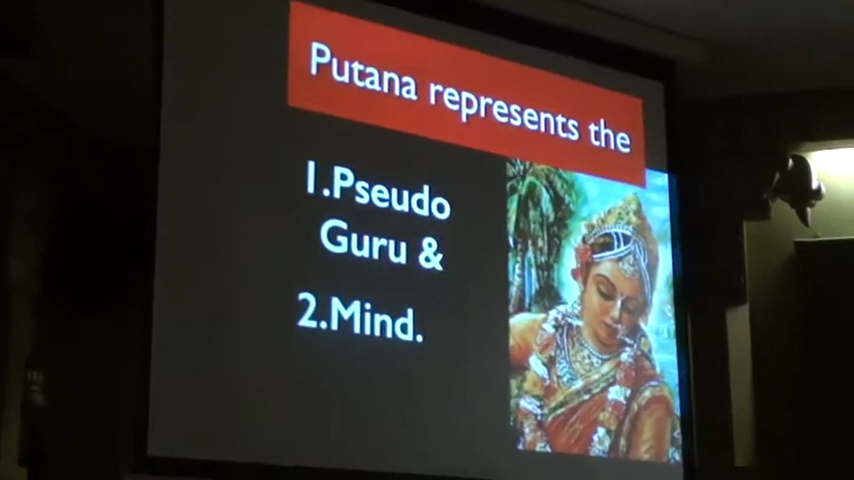 Putana represents the
1.Pseudo
Guru &
2.Mind.